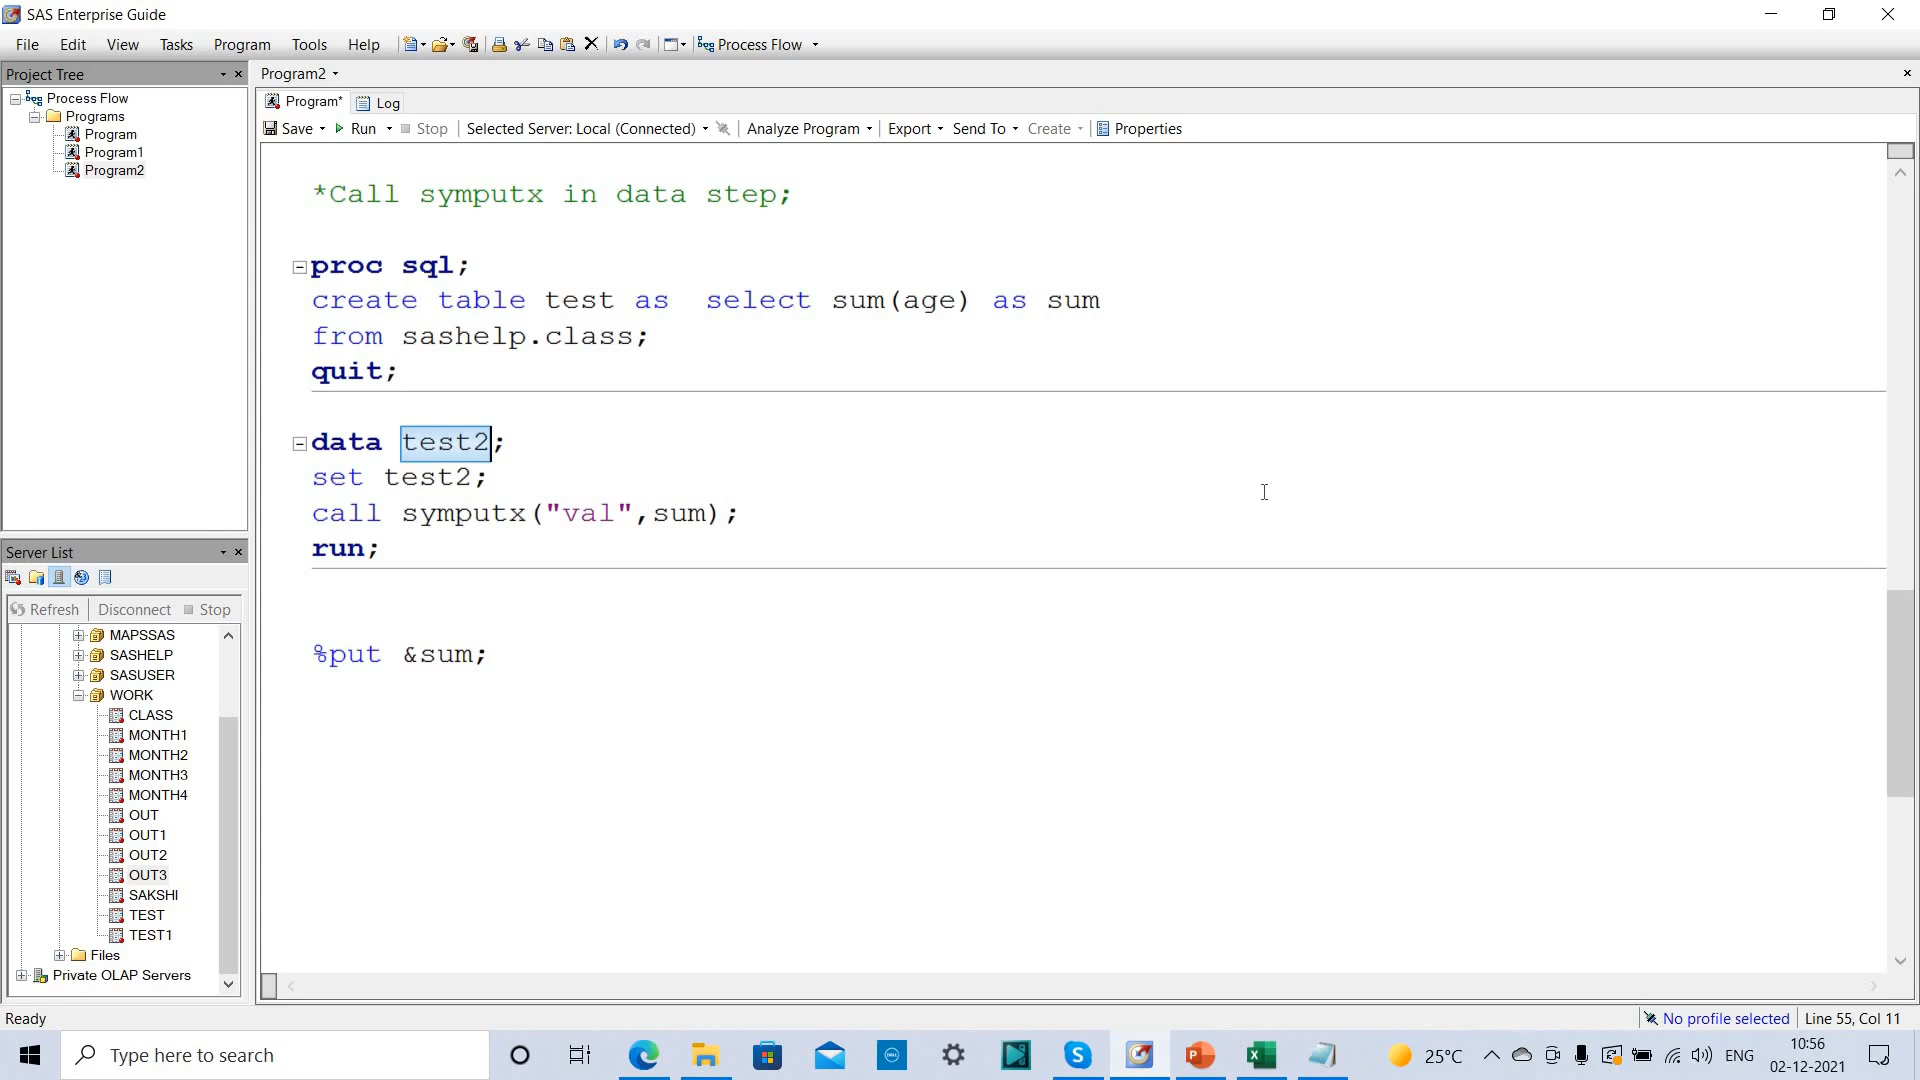 SAS Enterprise Guide
File Edit View Tasks Program Tools Help Process Flow
Project Tree
Program2
Process Flow
Programs
Program
Program1
Program2
Program* Log
Save Run Stop Selected Server: Local (Connected) Analyze Program Export Send To Create Properties
*Call symputx in data step;
proc sql;
create table test as  select sum(age) as sum
from sashelp.class;
quit;
data test2;
set test2;
call symputx("val",sum);
run;
%put &sum;
Server List
Refresh Disconnect Stop
MAPSSAS
SASHELP
SASUSER
WORK
CLASS
MONTH1
MONTH2
MONTH3
MONTH4
OUT
OUT1
OUT2
OUT3
SAKSHI
TEST
TEST1
Files
Private OLAP Servers
Ready
No profile selected Line 55, Col 11
Type here to search
25°C
ENG
10:56
02-12-2021